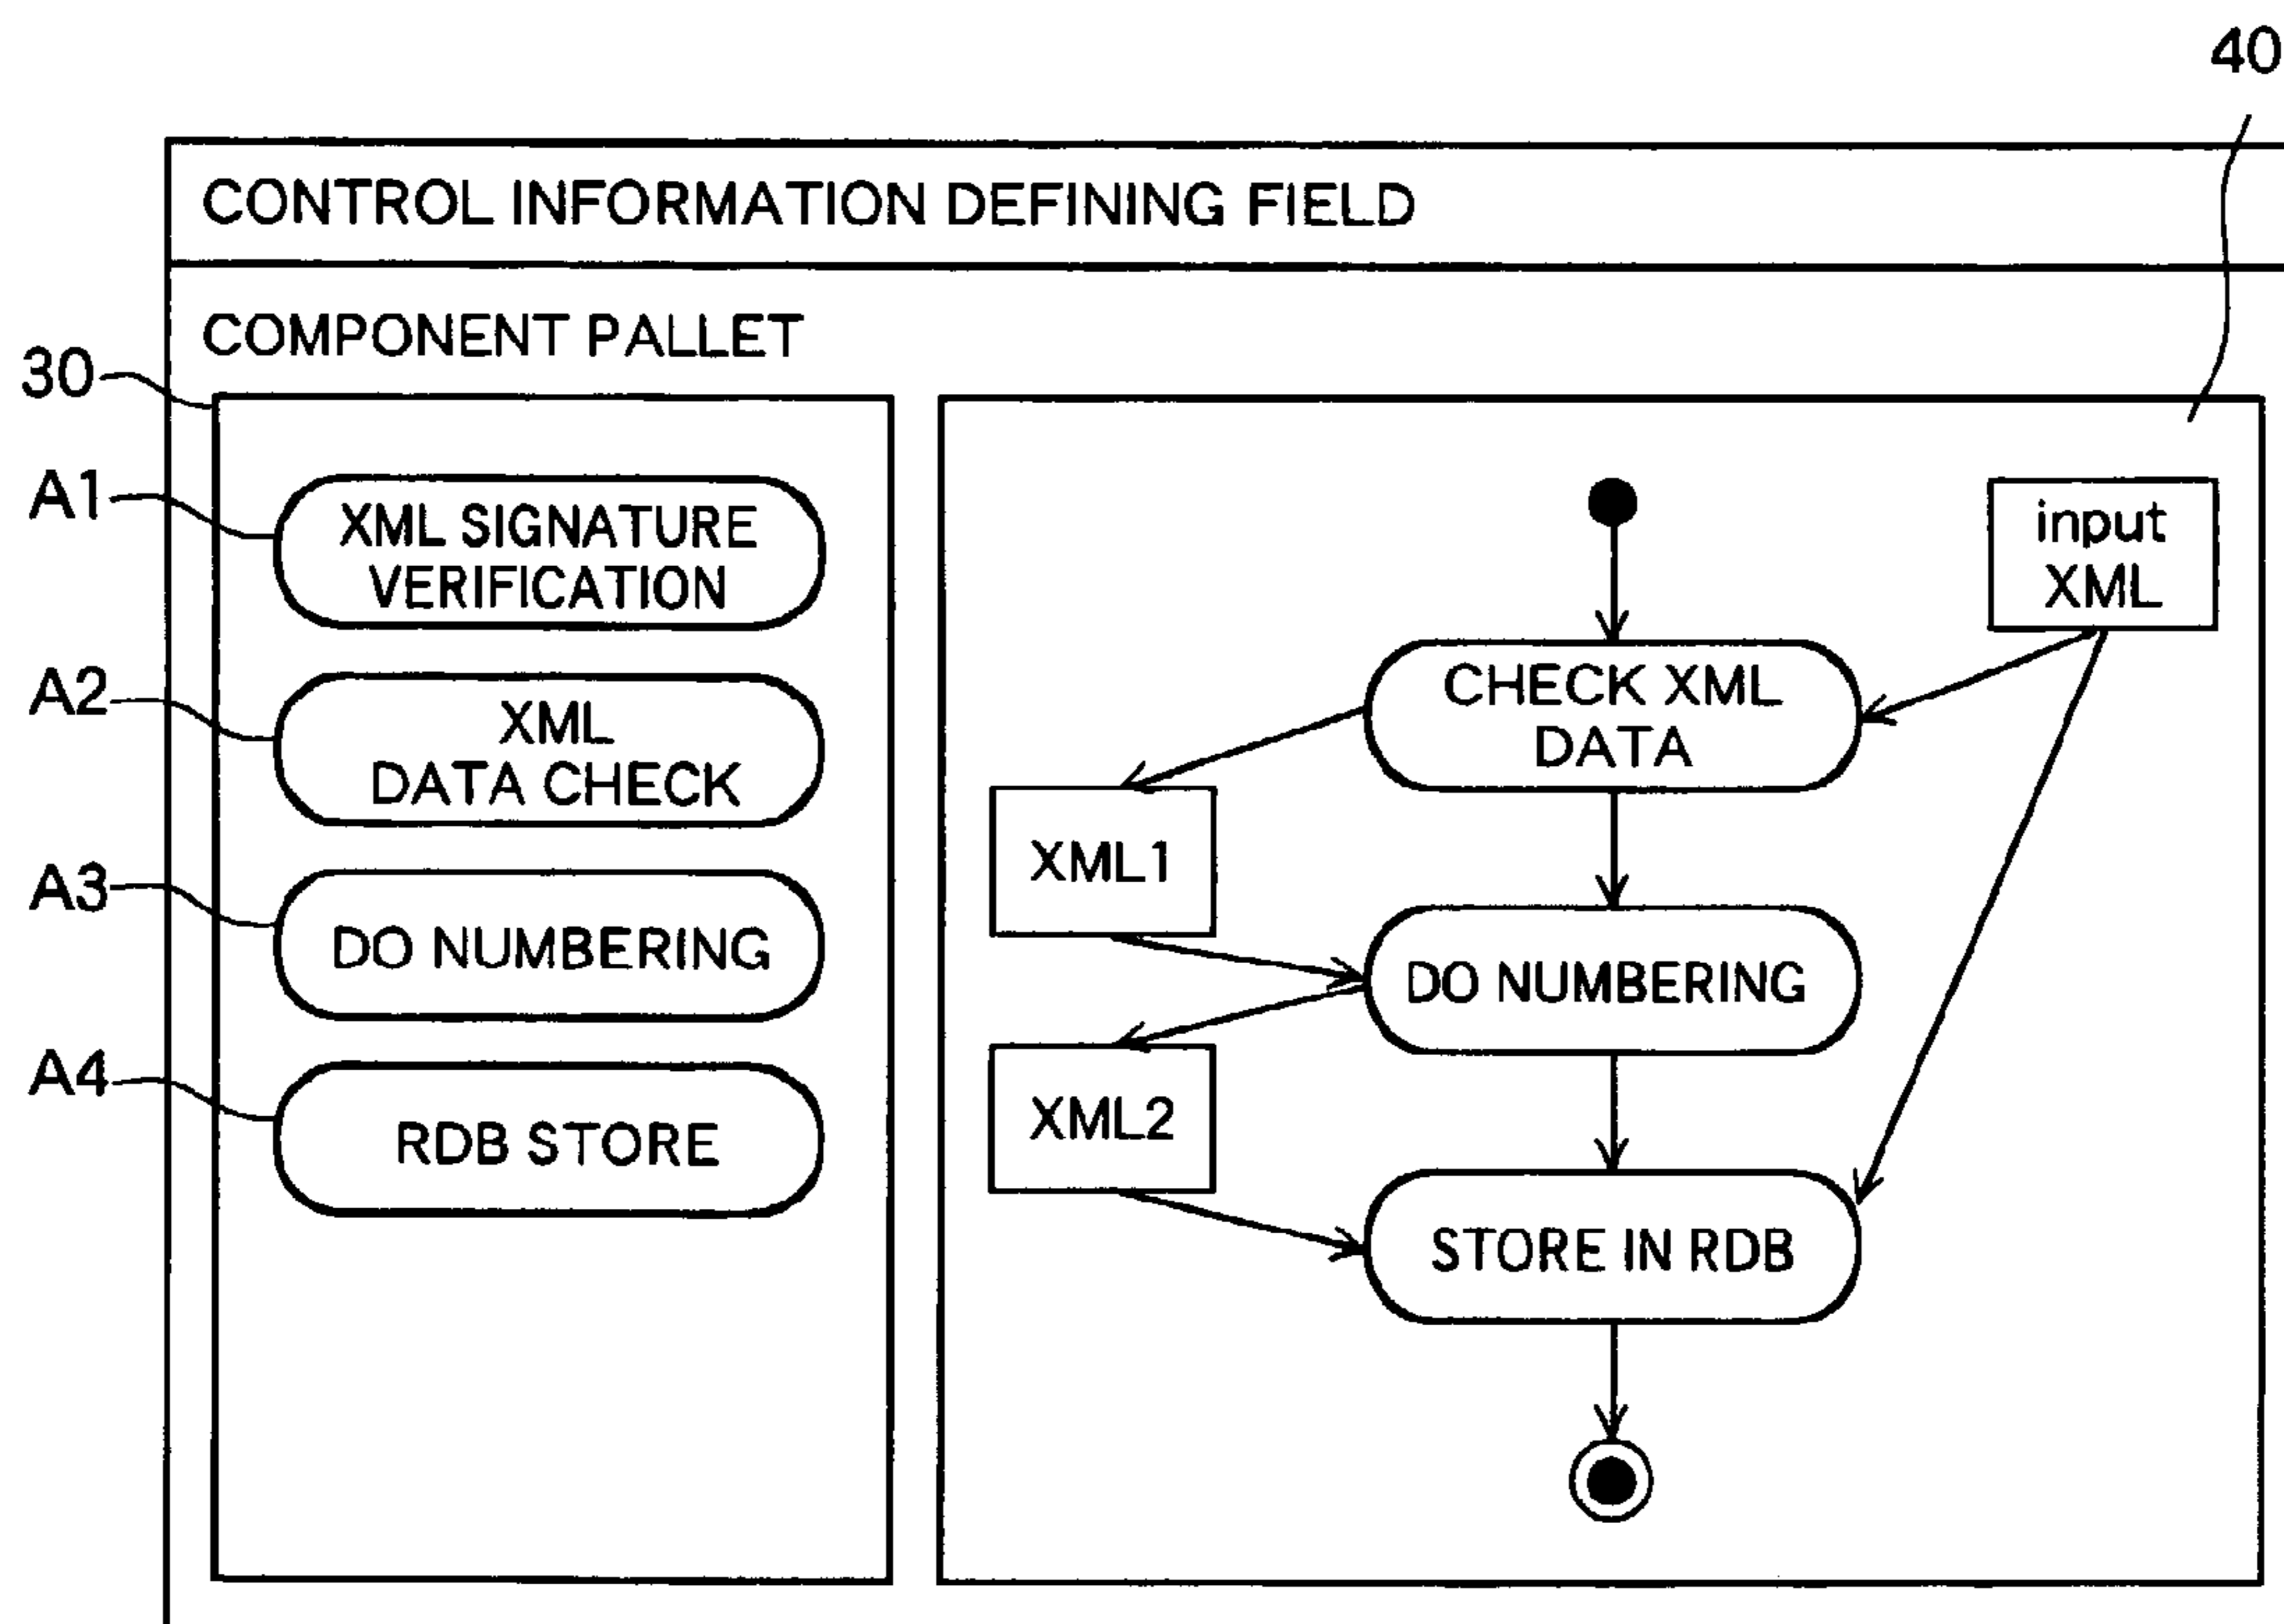 40
CONTROL INFORMATION DEFINING FIELD
COMPONENT PALLET
30
A1
XML SIGNATURE
VERIFICATION
A2
XML
DATA CHECK
A3
DO NUMBERING
A4
RDB STORE
input
XML
CHECK XML
DATA
XML1
DO NUMBERING
XML2
STORE IN RDB